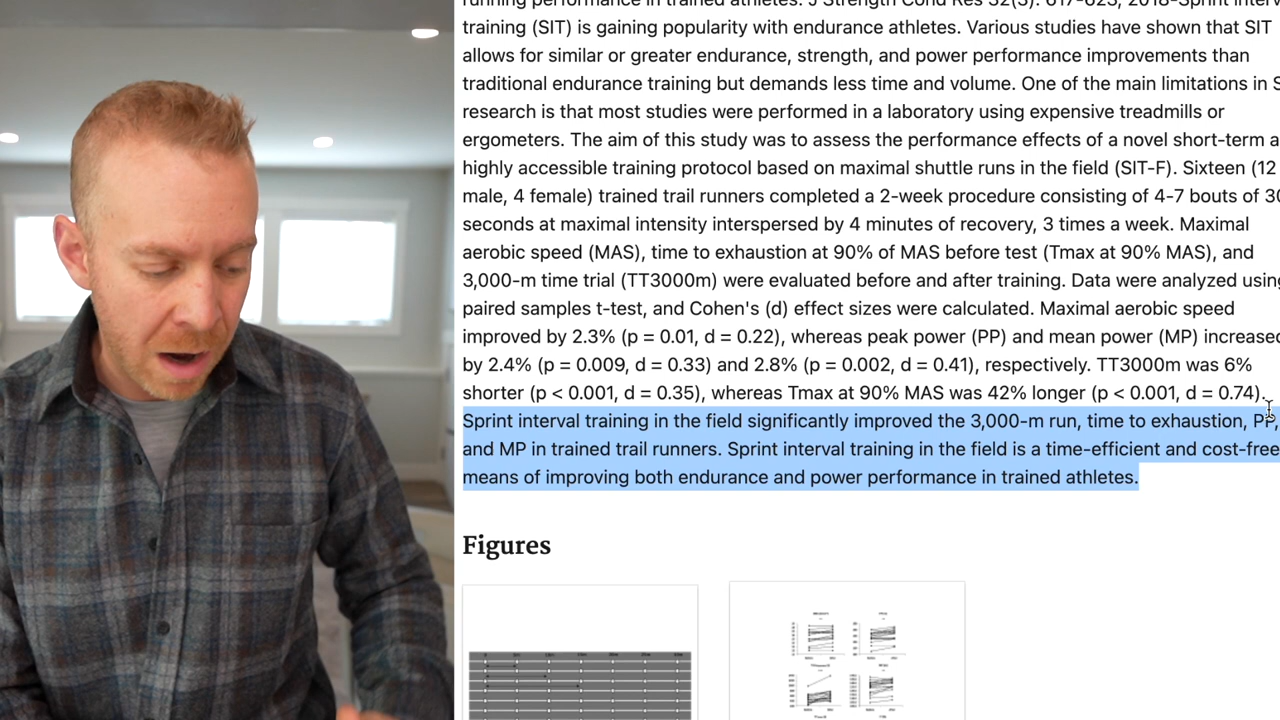 running performance in trained athletes. J Strength Cond Res 32(3): 617-623, 2018-Sprint
training (SIT) is gaining popularity with endurance athletes. Various studies have shown that SIT
allows for similar or greater endurance, strength, and power performance improvements than
traditional endurance training but demands less time and volume. One of the main limitations in
research is that most studies were performed in a laboratory using expensive treadmills or
ergometers. The aim of this study was to assess the performance effects of a novel short-term
highly accessible training protocol based on maximal shuttle runs in the field (SIT-F). Sixteen (12
male, 4 female) trained trail runners completed a 2-week procedure consisting of 4-7 bouts of
seconds at maximal intensity interspersed by 4 minutes of recovery, 3 times a week. Maximal
aerobic speed (MAS), time to exhaustion at 90% of MAS before test (Tmax at 90% MAS), and
3,000-m time trial (TT3000m) were evaluated before and after training. Data were analyzed using
paired samples t-test, and Cohen's (d) effect sizes were calculated. Maximal aerobic speed
improved by 2.3% (p = 0.01, d = 0.22), whereas peak power (PP) and mean power (MP) increased
by 2.4% (p = 0.009, d = 0.33) and 2.8% (p = 0.002, d = 0.41), respectively. TT3000m was 6%
shorter (p < 0.001, d = 0.35), whereas Tmax at 90% MAS was 42% longer (p < 0.001, d = 0.74).
Sprint interval training in the field significantly improved the 3,000-m run, time to exhaustion, PP,
and MP in trained trail runners. Sprint interval training in the field is a time-efficient and cost-free
means of improving both endurance and power performance in trained athletes.
Figures